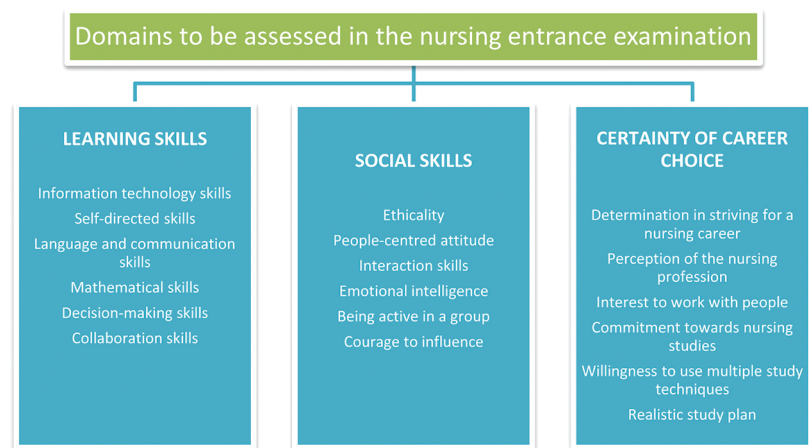 Domains to be assessed in the nursing entrance examination
LEARNING SKILLS
Information technology skills
Self-directed skills
Language and communication
skills
Mathematical skills
Decision-making skills
Collaboration skills
SOCIAL SKILLS
Ethicality
People-centred attitude
Interaction skills
Emotional intelligence
Being active in a group
Courage to influence
CERTAINTY OF CAREER
CHOICE
Determination in striving for a
nursing career
Perception of the nursing
profession
Interest to work with people
Commitment towards nursing
studies
Willingness to use multiple study
techniques
Realistic study plan